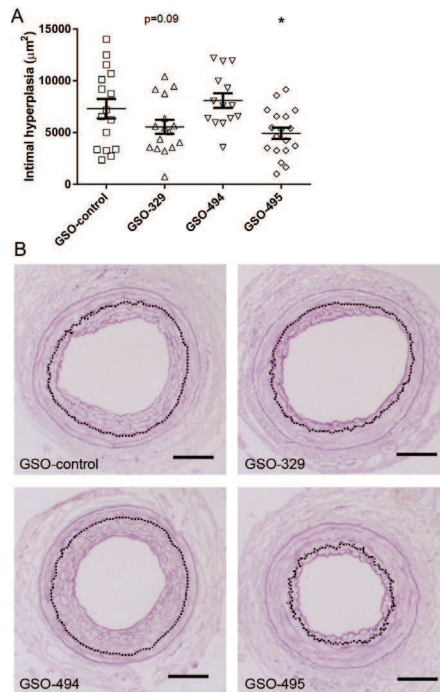 A
p=0.09
*
Intimal hyperplasia (μm²)
15000
10000
5000
0
GSO-control
GSO-329
GSO-494
GSO-495
B
GSO-control
GSO-329
GSO-494
GSO-495